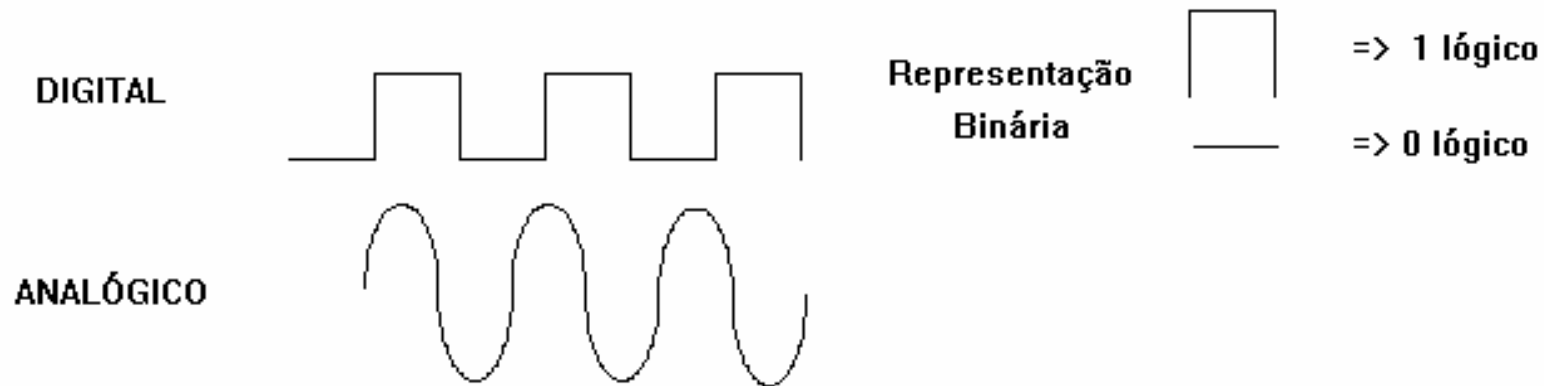 DIGITAL
Representação
Binária
=> 1 lógico
=> 0 lógico
ANALÓGICO